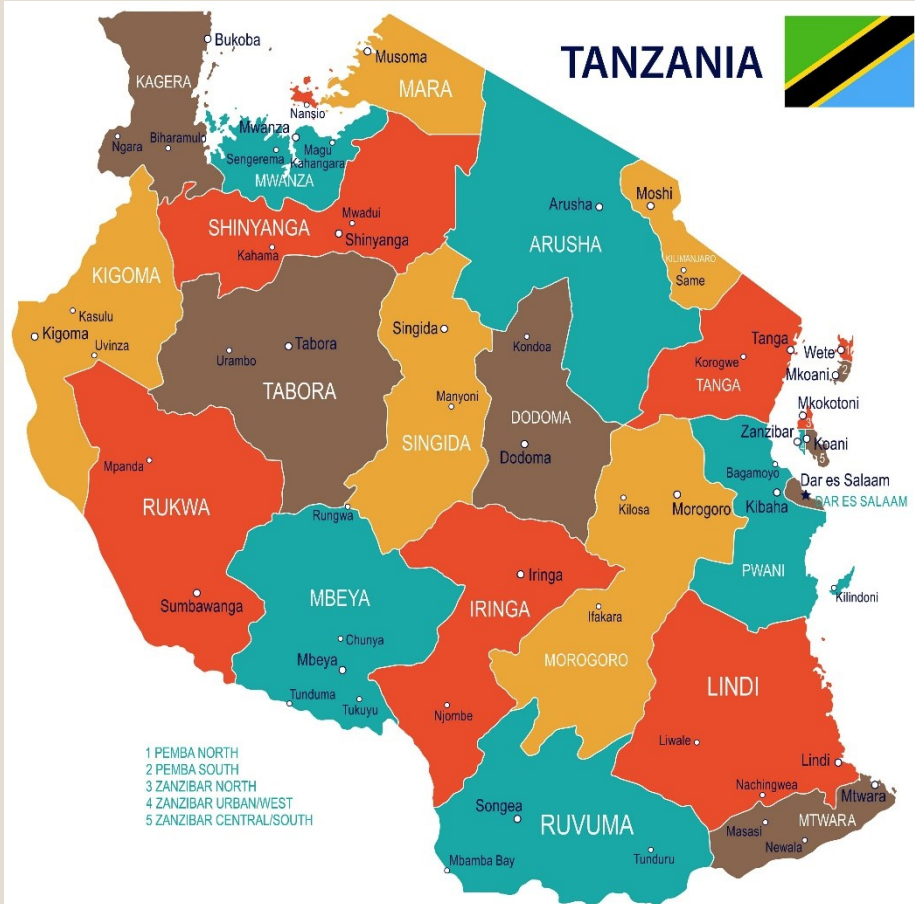 TANZANIA
Bukoba
KAGERA
Musoma
MARA
Nansio
Ngara
Biharamulo
Mwanza
Sengerema
Magu
Kahangara
MWANZA
SHINYANGA
Mwadui
Shinyanga
Kahama
Arusha
ARUSHA
Moshi
KILIMANJARO
Same
KIGOMA
Kasulu
Kigoma
Uvinza
Urambo
Tabora
TABORA
Singida
Manyoni
SINGIDA
Kondoa
DODOMA
Dodoma
Tanga
Korogwe
TANGA
Wete
1
Mkoani
2
Mkokotoni
3
Zanzibar
4
Koani
5
Bagamoyo
Dar es Salaam
DAR ES SALAAM
Kibaha
PWANI
Kilindoni
Mpanda
RUKWA
Sumbawanga
Rungwa
MBEYA
Chunya
Mbeya
Tunduma
Tukuyu
Iringa
IRINGA
Njombe
Kilosa
Morogoro
Ifakara
MOROGORO
LINDI
Liwale
Lindi
Nachingwea
Mtwara
MTWARA
Masasi
Newala
Songea
RUVUMA
Mbamba Bay
Tunduru
1 PEMBA NORTH
2 PEMBA SOUTH
3 ZANZIBAR NORTH
4 ZANZIBAR URBAN/WEST
5 ZANZIBAR CENTRAL/SOUTH